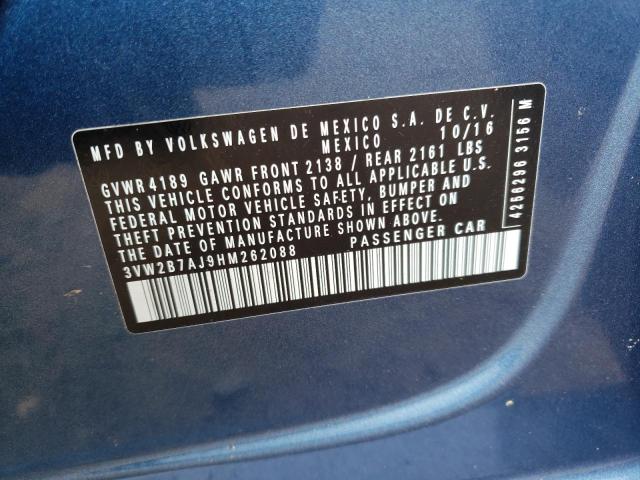 MFD BY VOLKSWAGEN DE MEXICO S.A. DE C.V.
MEXICO 10/16
GVWR4189 GAWR FRONT 2138 / REAR 2161 LBS
THIS VEHICLE CONFORMS TO ALL APPLICABLE U.S.
FEDERAL MOTOR VEHICLE SAFETY, BUMPER AND
THEFT PREVENTION STANDARDS IN EFFECT ON
THE DATE OF MANUFACTURE SHOWN ABOVE.
3VW2B7AJ9HM262088 PASSENGER CAR
4256296 3156 M